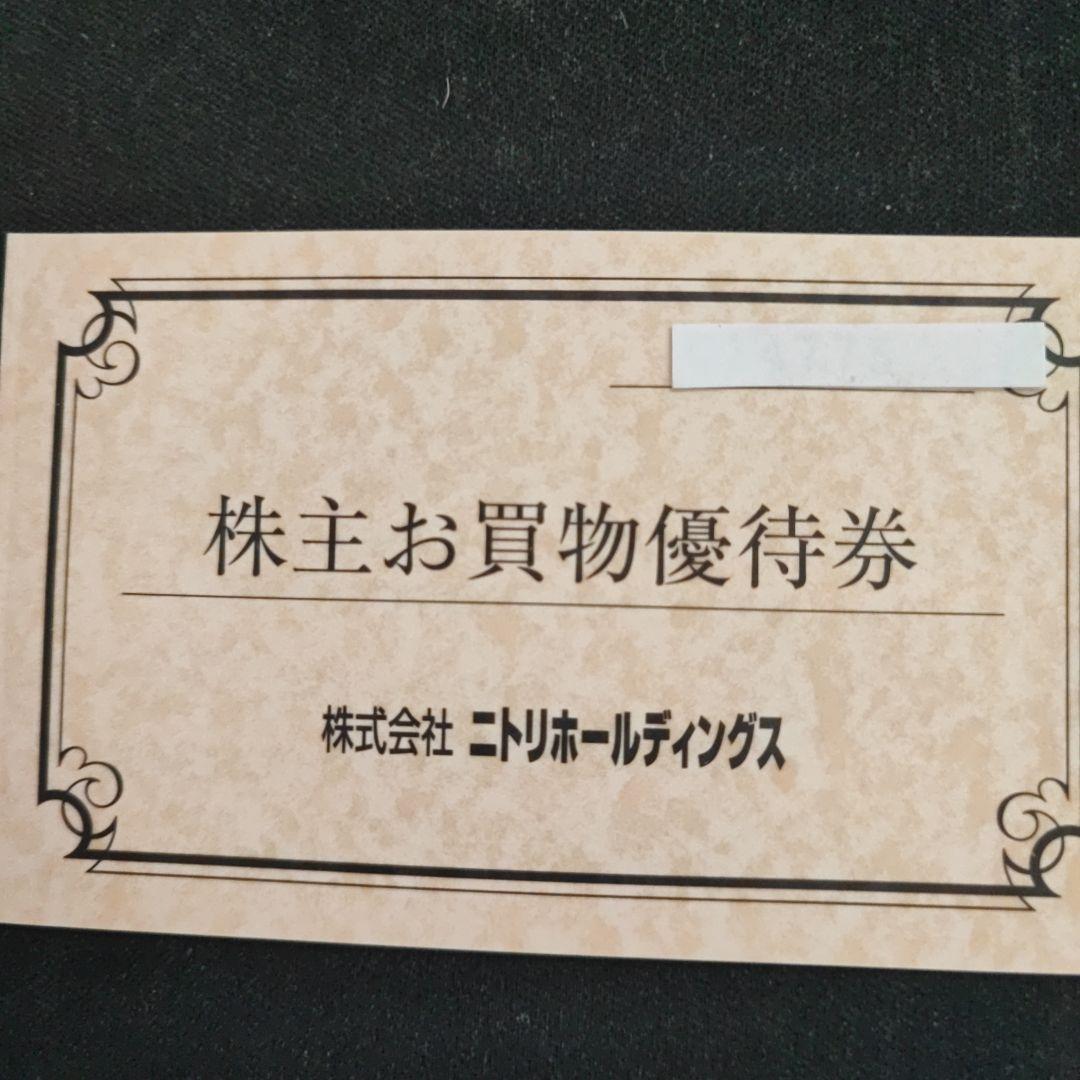 株主お買物優待券
株式会社 ニトリホールディングス